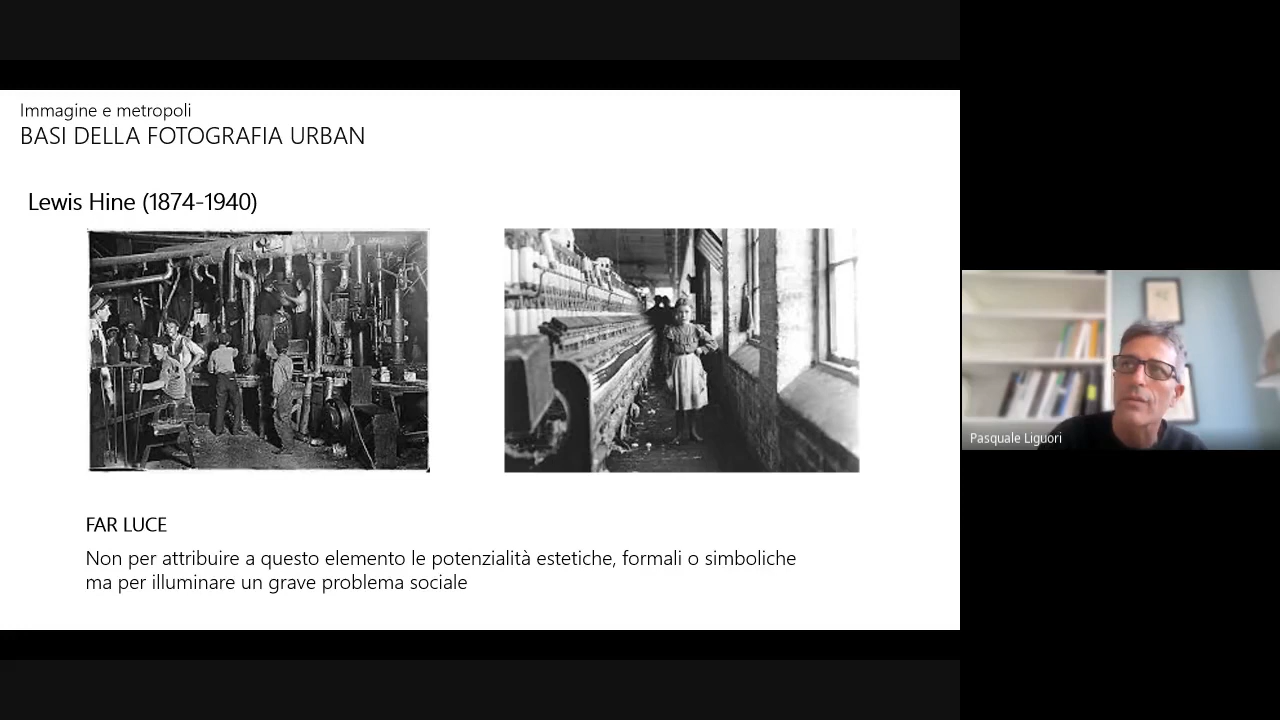 Immagine e metropoli
BASI DELLA FOTOGRAFIA URBAN
Lewis Hine (1874-1940)
FAR LUCE
Non per attribuire a questo elemento le potenzialità estetiche, formali o simboliche
ma per illuminare un grave problema sociale
Pasquale Liguori